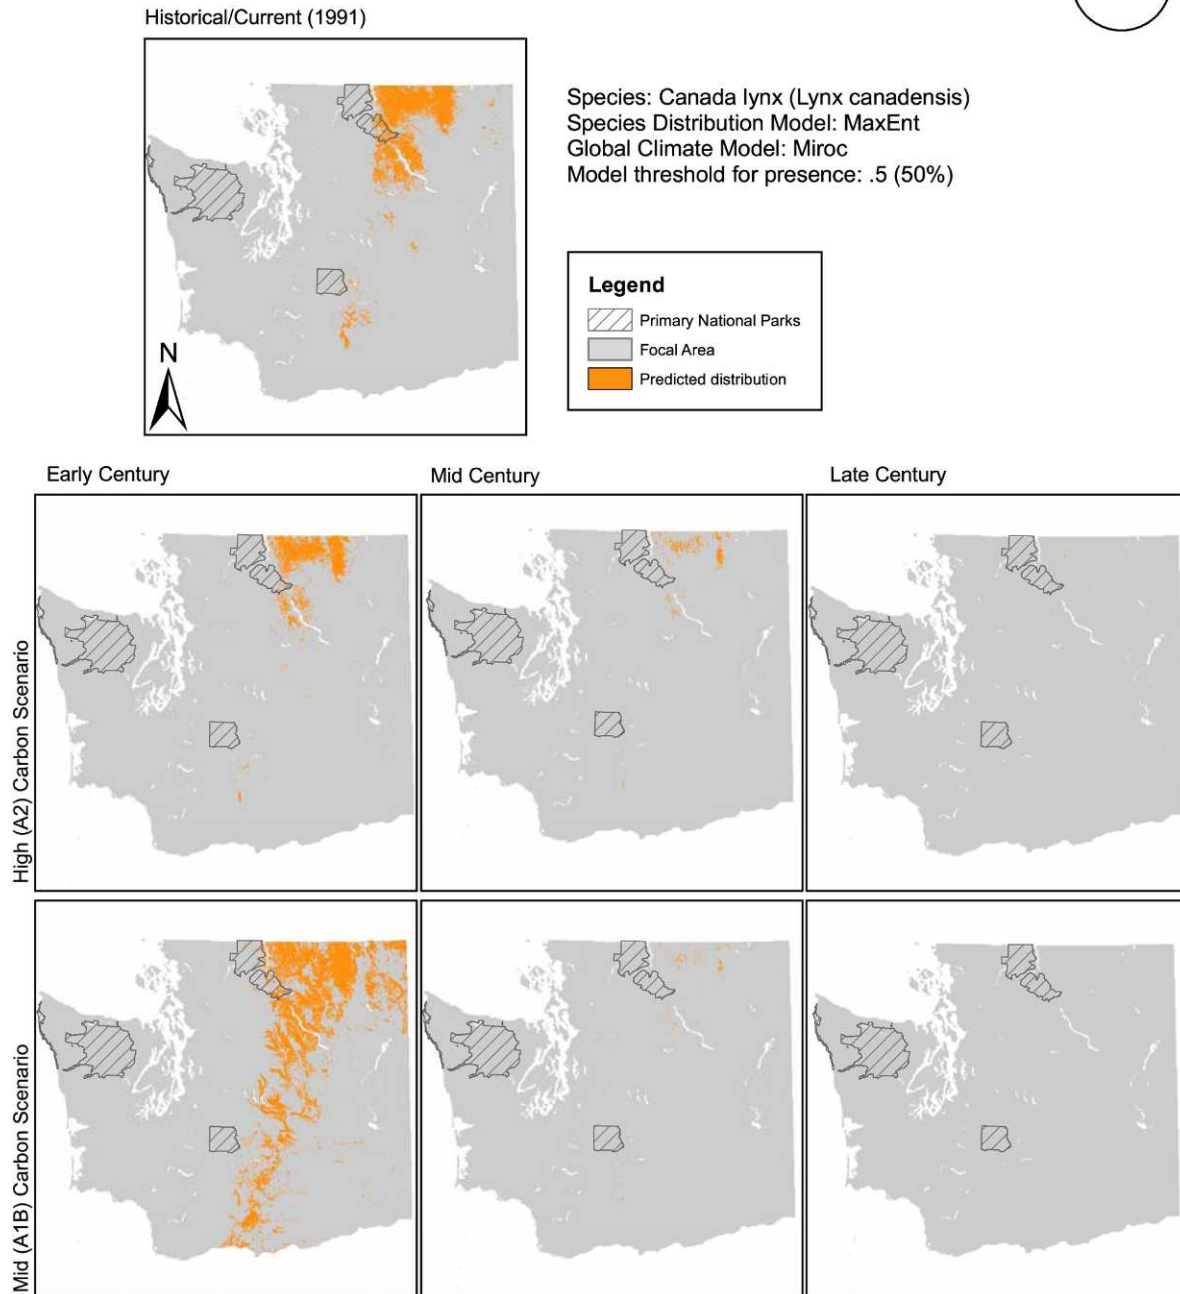 Historical/Current (1991)
Species: Canada lynx (Lynx canadensis)
Species Distribution Model: MaxEnt
Global Climate Model: Miroc
Model threshold for presence: .5 (50%)
Legend
Primary National Parks
Focal Area
Predicted distribution
N
Early Century
Mid Century
Late Century
High (A2) Carbon Scenario
Mid (A1B) Carbon Scenario